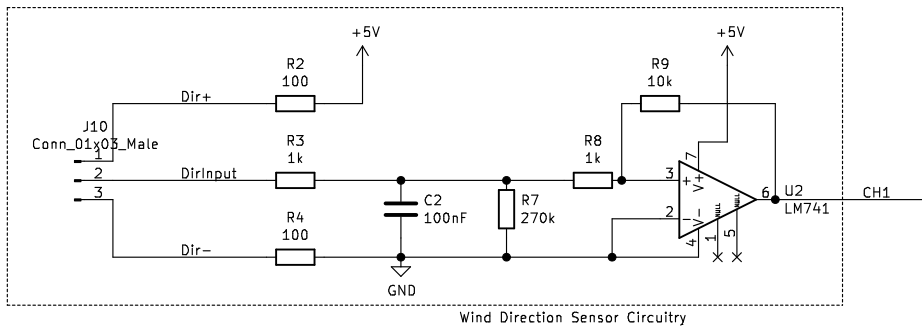 +5V
+5V
R2
100
R9
10k
Dir+
J10
Conn_01x03_Male
1
R3
1k
R8
1k
7
V+
2
DirInput
3
+
6
U2
CH1
3
C2
100nF
R7
270k
LM741
2
-
V-
NULL
NULL
4
1
5
R4
100
Dir-
GND
Wind Direction Sensor Circuitry